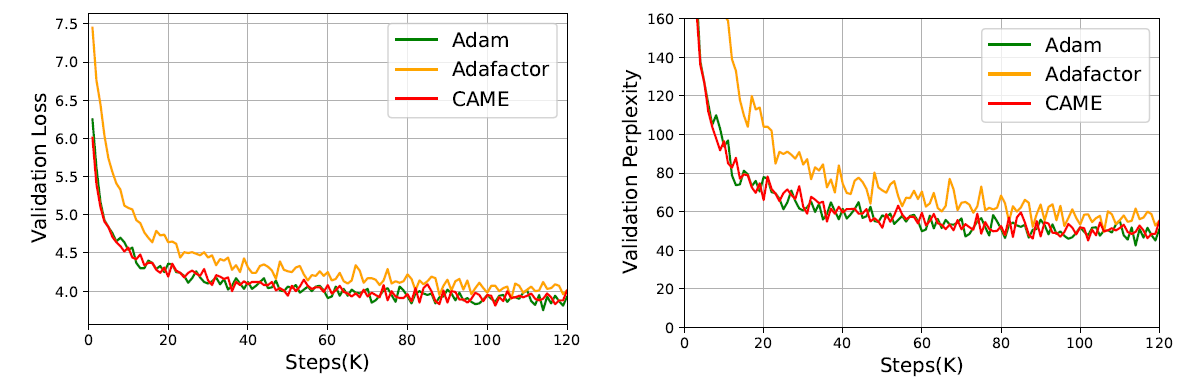 7.5
7.0
6.5
6.0
5.5
5.0
4.5
4.0
Validation Loss
0 20 40 60 80 100 120
Steps(K)
Adam
Adafactor
CAME
160
140
120
100
80
60
40
20
0
Validation Perplexity
0 20 40 60 80 100 120
Steps(K)
Adam
Adafactor
CAME